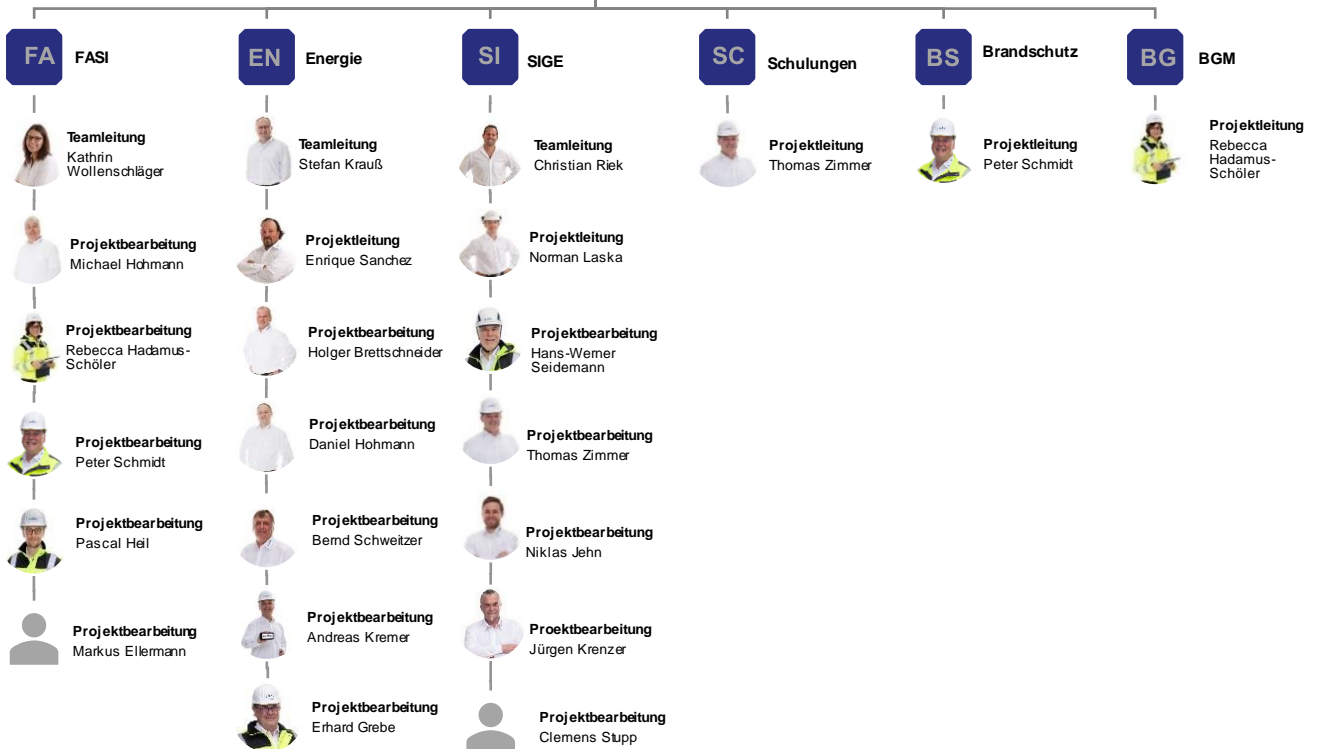 FA
FASI
Teamleitung
Kathrin
Wollenschläger
Projektbearbeitung
Michael Hohmann
Projektbearbeitung
Rebecca Hadamus-
Schöler
Projektbearbeitung
Peter Schmidt
Projektbearbeitung
Pascal Heil
Projektbearbeitung
Markus Ellermann
EN
Energie
Teamleitung
Stefan Krauß
Projektleitung
Enrique Sanchez
Projektbearbeitung
Holger Brettschneider
Projektbearbeitung
Daniel Hohmann
Projektbearbeitung
Bernd Schweitzer
Projektbearbeitung
Andreas Kremer
Projektbearbeitung
Erhard Grebe
SI
SIGE
Teamleitung
Christian Riek
Projektleitung
Norman Laska
Projektbearbeitung
Hans-Werner
Seidemann
Projektbearbeitung
Thomas Zimmer
Projektbearbeitung
Niklas Jehn
Proektbearbeitung
Jürgen Krenzer
Projektbearbeitung
Clemens Stupp
SC
Schulungen
Projektleitung
Thomas Zimmer
BS
Brandschutz
Projektleitung
Peter Schmidt
BG
BGM
Projektleitung
Rebecca
Hadamus-
Schöler